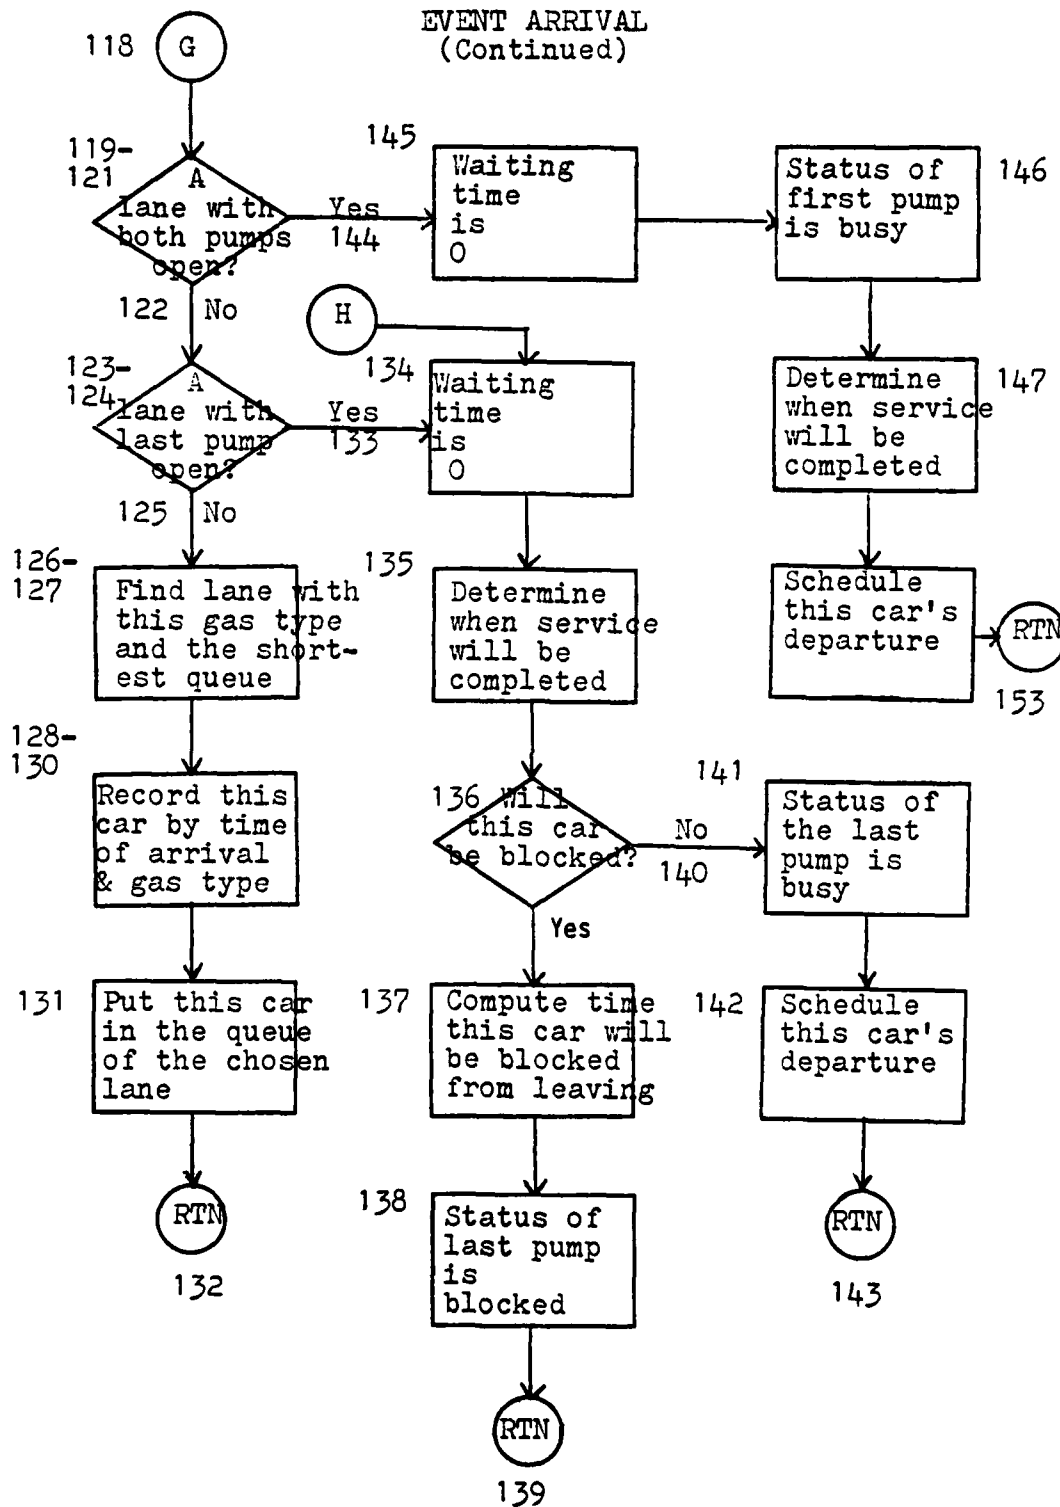 EVENT ARRIVAL
(Continued)
118
G
119-
121
A
lane with
both pumps
open?
Yes
144
145
Waiting
time
is
0
146
Status of
first pump
is busy
122
No
H
123-
124
A
lane with
last pump
open?
Yes
133
134
Waiting
time
is
0
147
Determine
when service
will be
completed
125
No
126-
127
Find lane with
this gas type
and the short-
est queue
135
Determine
when service
will be
completed
Schedule
this car's
departure
RTN
153
128-
130
Record this
car by time
of arrival
& gas type
136 Will
this car
be blocked?
No
140
141
Status of
the last
pump is
busy
Yes
131
Put this car
in the queue
of the chosen
lane
137
Compute time
this car will
be blocked
from leaving
142
Schedule
this car's
departure
RTN
132
138
Status of
last pump
is
blocked
RTN
143
RTN
139